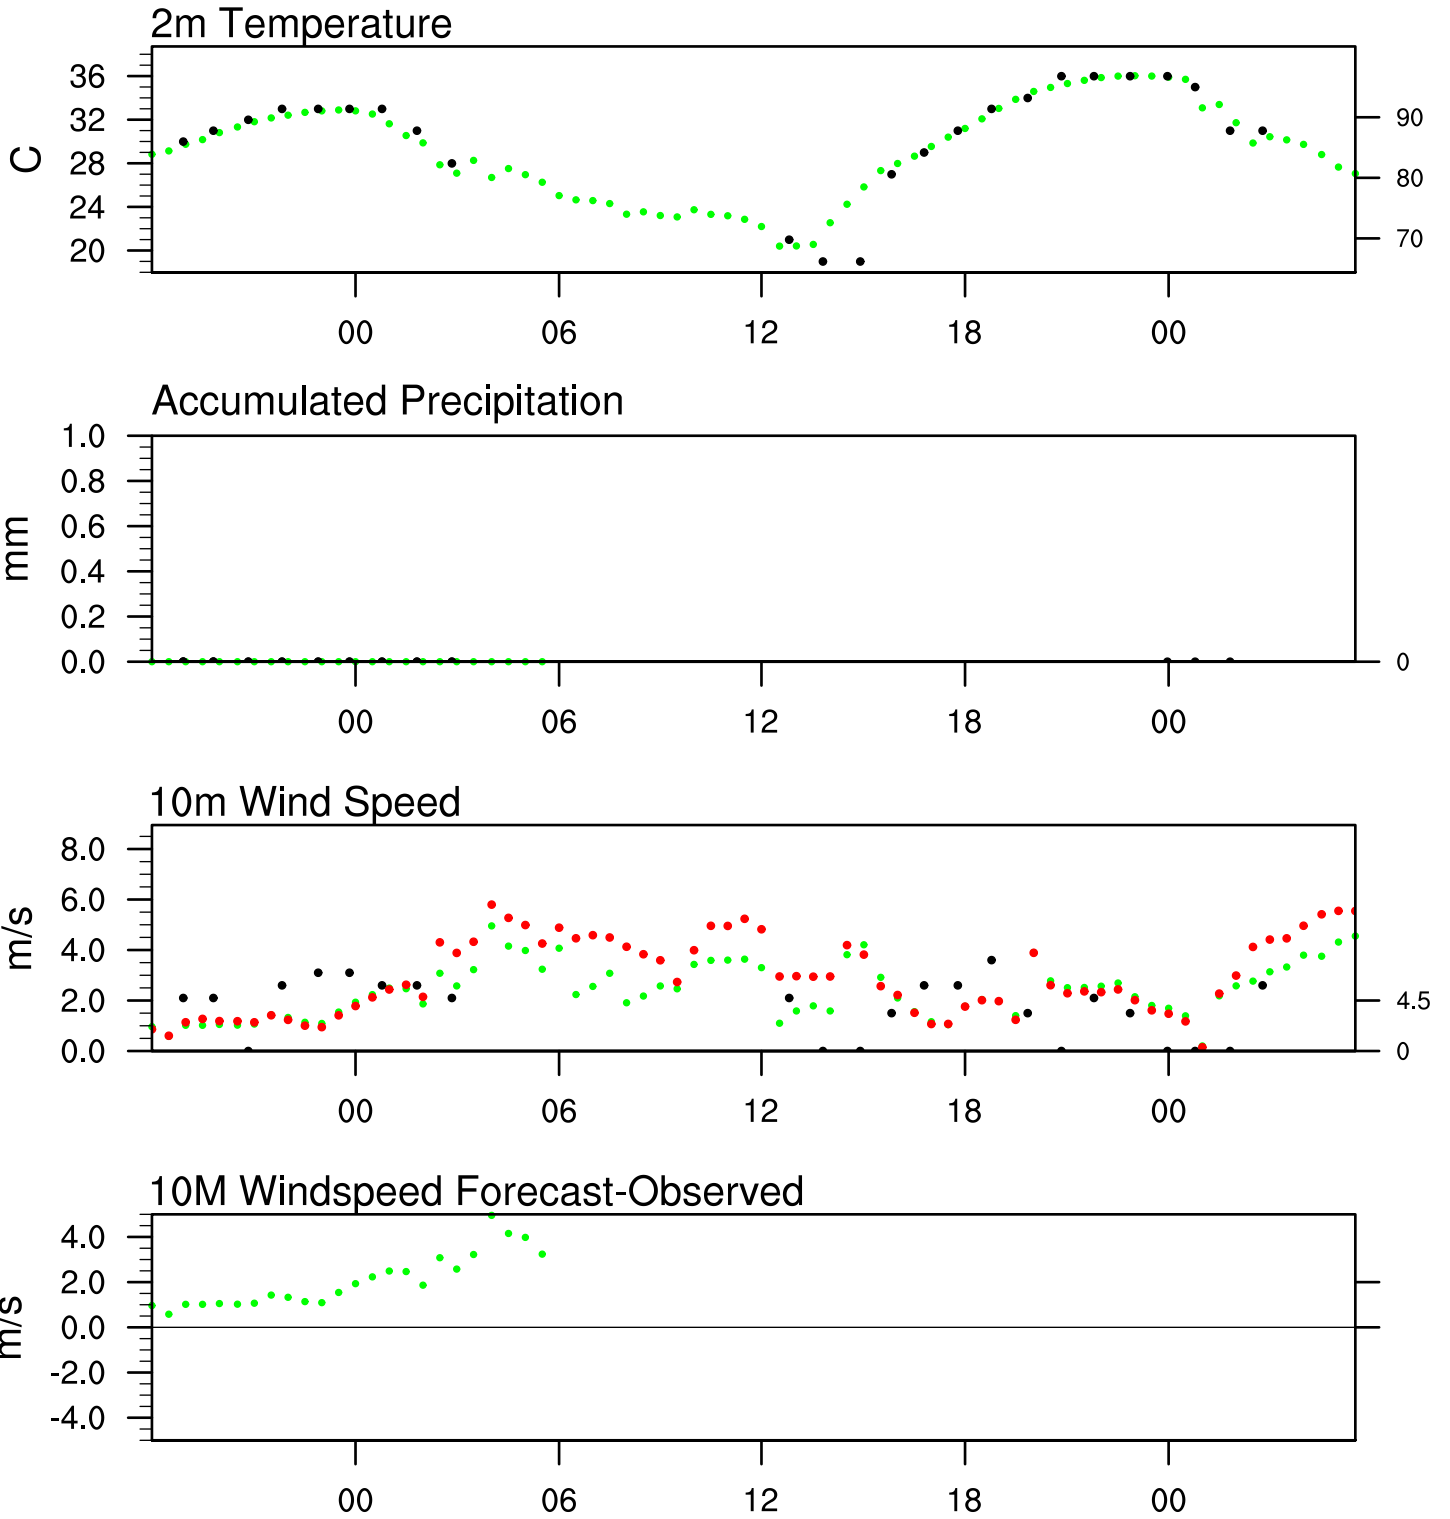 2m Temperature
C
36
32
28
24
20
90
80
70
00 06 12 18 00
Accumulated Precipitation
mm
1.0
0.8
0.6
0.4
0.2
0.0
0
00 06 12 18 00
10m Wind Speed
m/s
8.0
6.0
4.0
2.0
0.0
4.5
0
00 06 12 18 00
10M Windspeed Forecast-Observed
m/s
4.0
2.0
0.0
-2.0
-4.0
00 06 12 18 00